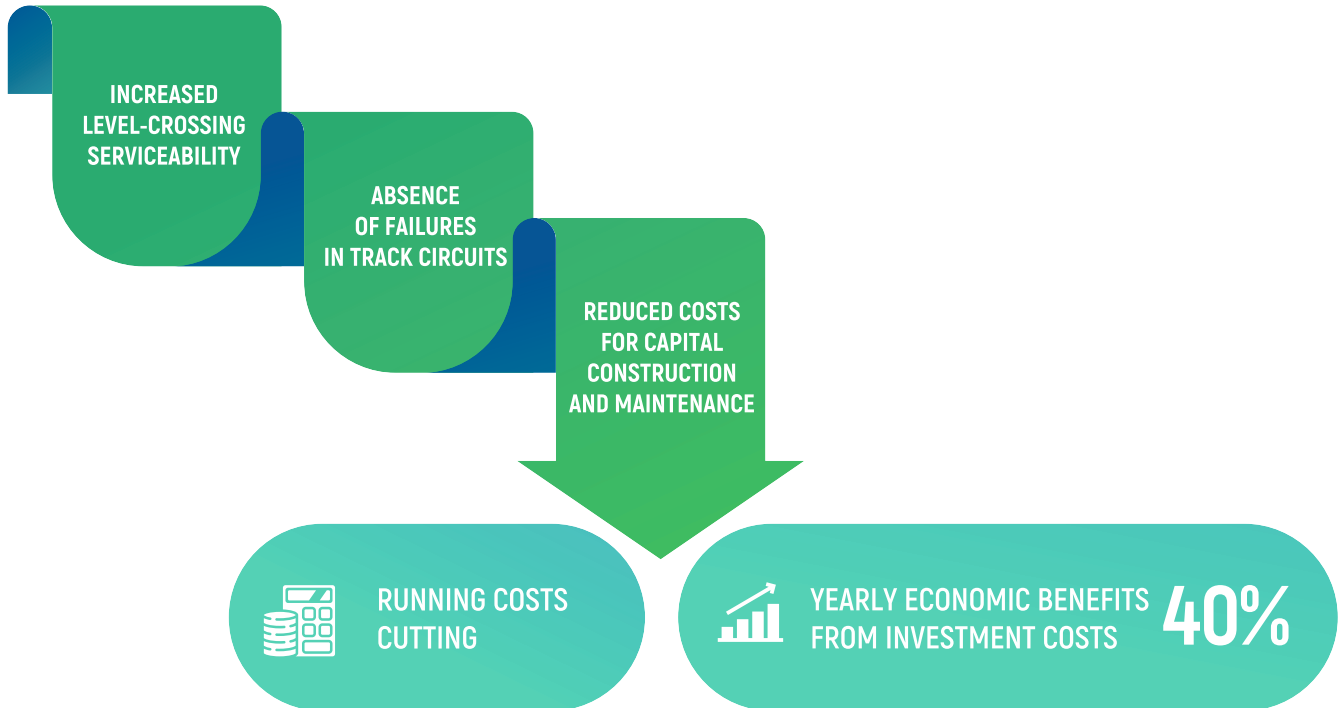 INCREASED
LEVEL-CROSSING
SERVICEABILITY
ABSENCE
OF FAILURES
IN TRACK CIRCUITS
REDUCED COSTS
FOR CAPITAL
CONSTRUCTION
AND MAINTENANCE
RUNNING COSTS
CUTTING
YEARLY ECONOMIC BENEFITS
FROM INVESTMENT COSTS
40%